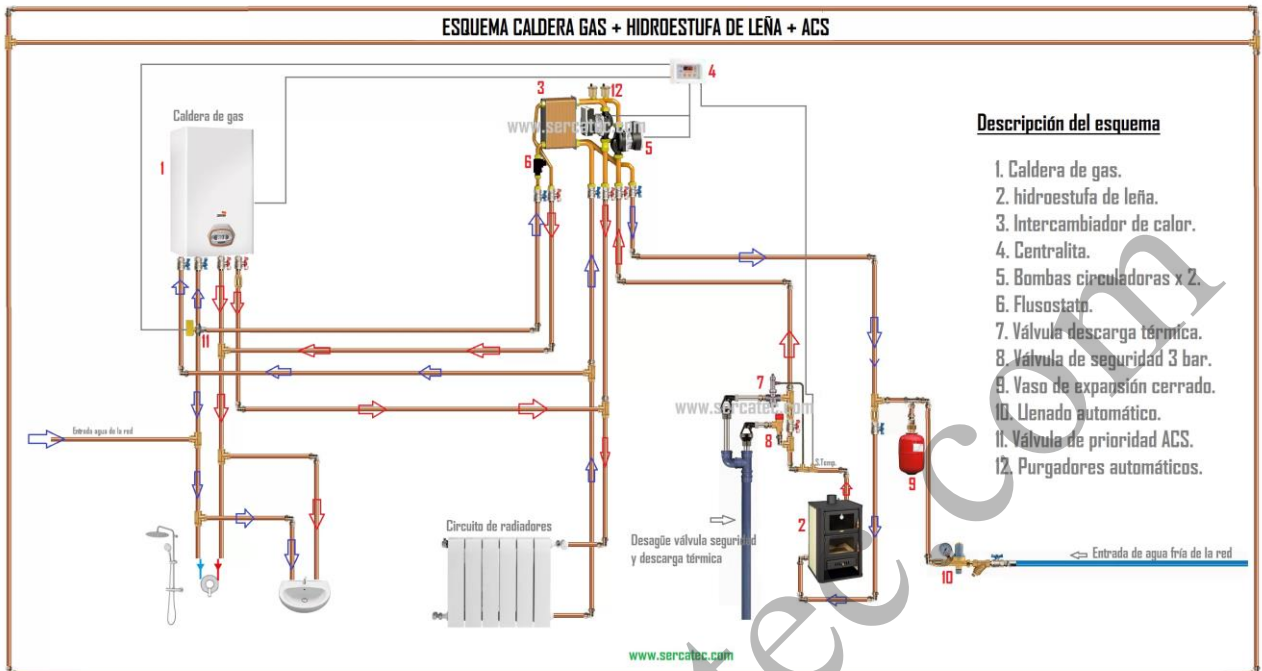 ESQUEMA CALDERA GAS + HIDROESTUFA DE LEÑA + ACS
Caldera de gas
1
3
12
4
www.sercatec.com
5
6
11
Entrada agua de la red
Circuito de radiadores
7
www.sercatec.com
8
S.Temp.
Desagüe válvula seguridad
y descarga térmica
2
9
10
Entrada de agua fría de la red
Descripción del esquema
1. Caldera de gas.
2. hidroestufa de leña.
3. Intercambiador de calor.
4. Centralita.
5. Bombas circuladoras x 2.
6. Flusostato.
7. Válvula descarga térmica.
8. Válvula de seguridad 3 bar.
9. Vaso de expansión cerrado.
10. Llenado automático.
11. Válvula de prioridad ACS.
12. Purgadores automáticos.
www.sercatec.com
tec com